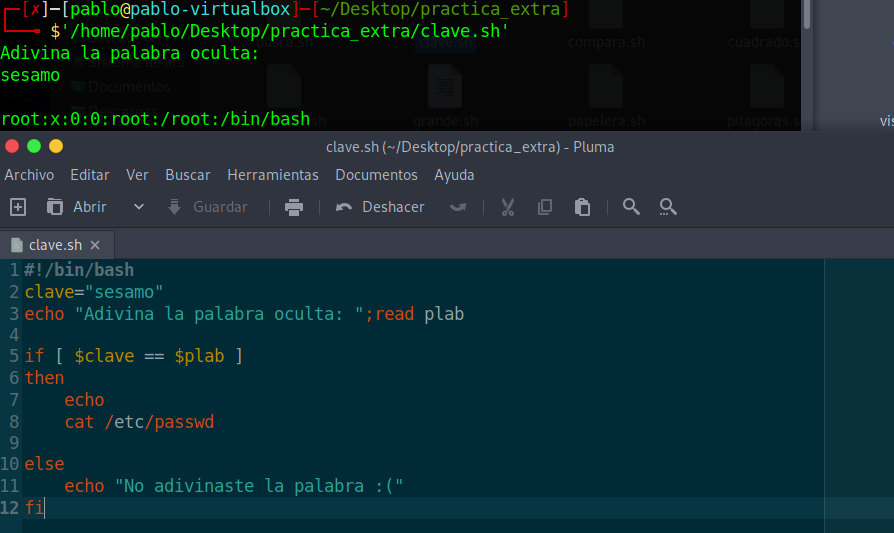 ┌─[✗]─[pablo@pablo-virtualbox]─[~/Desktop/practica_extra]
└──╼ $'/home/pablo/Desktop/practica_extra/clave.sh'
Adivina la palabra oculta:
sesamo
root:x:0:0:root:/root:/bin/bash
clave.sh
compara.sh
cuadrado.sh
Documentos
grande.sh
papelera.sh
pitagoras.s
vis
clave.sh (~/Desktop/practica_extra) - Pluma
Archivo Editar Ver Buscar Herramientas Documentos Ayuda
Abrir Guardar Deshacer
clave.sh ×
1 #!/bin/bash
2 clave="sesamo"
3 echo "Adivina la palabra oculta: ";read plab
4
5 if [ $clave == $plab ]
6 then
7     echo
8     cat /etc/passwd
9
10 else
11     echo "No adivinaste la palabra :("
12 fi